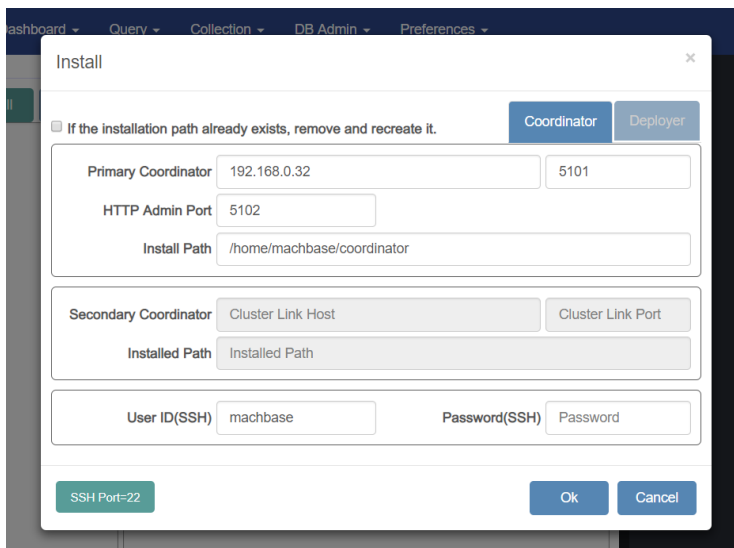 Dashboard Query Collection DB Admin Preferences
Install ×
ll
If the installation path already exists, remove and recreate it.
Coordinator Deployer
Primary Coordinator 192.168.0.32 5101
HTTP Admin Port 5102
Install Path /home/machbase/coordinator
Secondary Coordinator Cluster Link Host Cluster Link Port
Installed Path Installed Path
User ID(SSH) machbase Password(SSH) Password
SSH Port=22 Ok Cancel